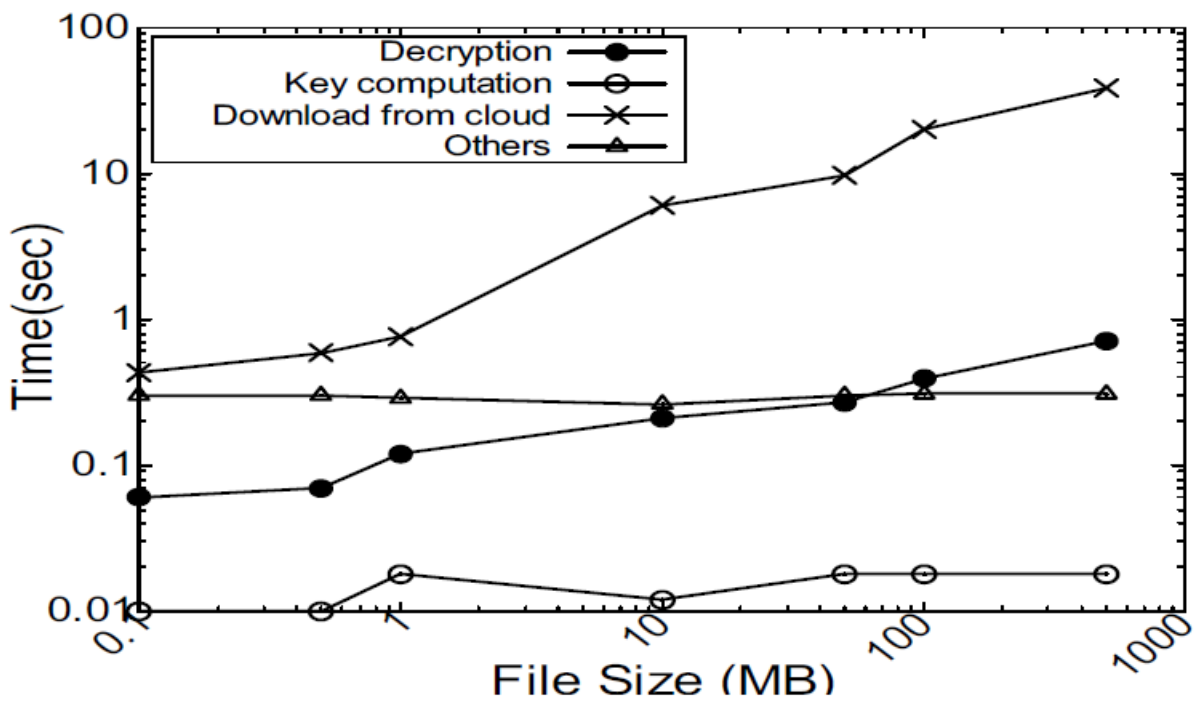 100
10
1
0.1
0.01
Time(sec)
Decryption
Key computation
Download from cloud
Others
0.1
1
10
100
1000
File Size (MB)